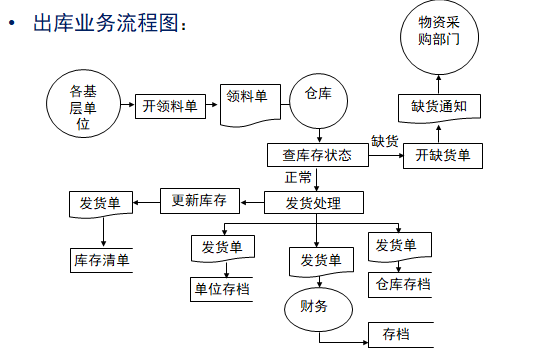 • 出库业务流程图：
物资采
购部门
各基
层单
位
开领料单
领料单
仓库
缺货通知
缺货
查库存状态
开缺货单
正常
发货单
更新库存
发货处理
发货单
发货单
发货单
库存清单
单位存档
仓库存档
财务
存档